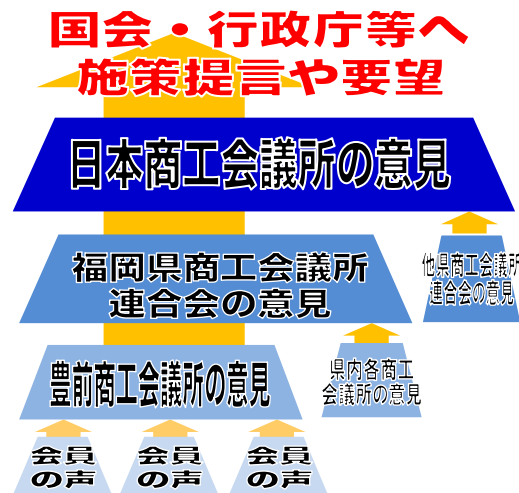 国会・行政庁等へ
施策提言や要望
日本商工会議所の意見
福岡県商工会議所
連合会の意見
他県商工会議所
連合会の意見
豊前商工会議所の意見
県内各商工
会議所の意見
会員
の声
会員
の声
会員
の声